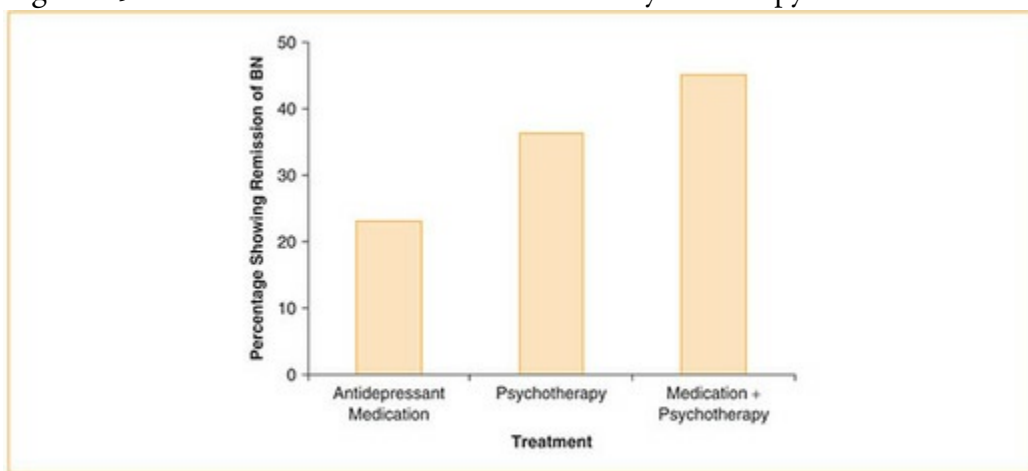 50
40
30
20
10
0
Percentage Showing Remission of BN
Antidepressant
Medication
Psychotherapy
Medication +
Psychotherapy
Treatment